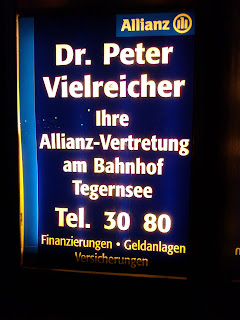 Allianz
Dr. Peter
Vielreicher
Ihre
Allianz-Vertretung
am Bahnhof
Tegernsee
Tel. 30 80
Finanzierungen • Geldanlagen
Versicherungen